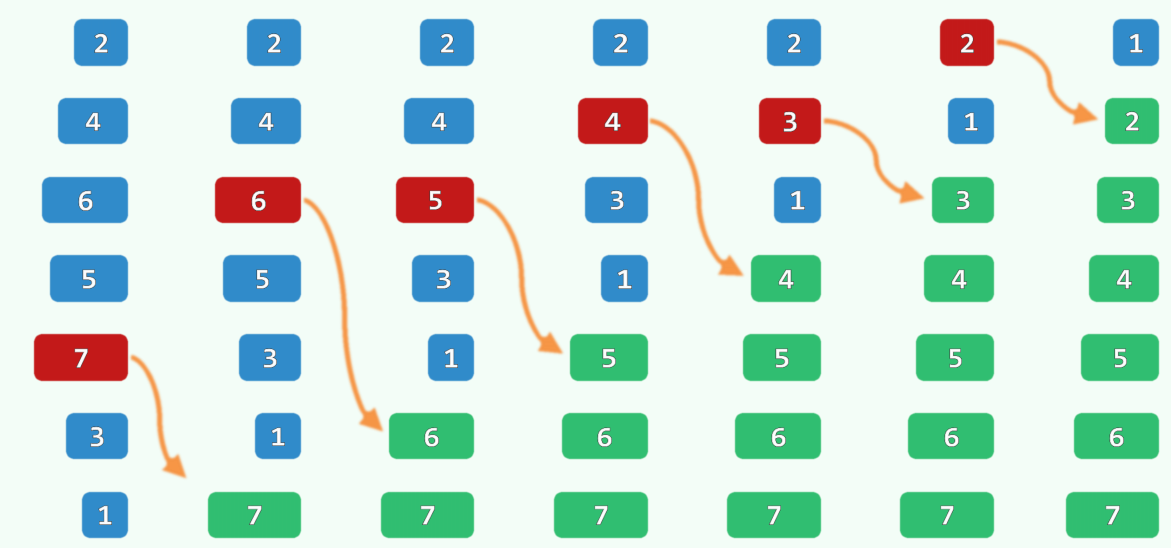 2 2 2 2 2 2 1
4 4 4 4 3 1 2
6 6 5 3 1 3 3
5 5 3 1 4 4 4
7 3 1 5 5 5 5
3 1 6 6 6 6 6
1 7 7 7 7 7 7